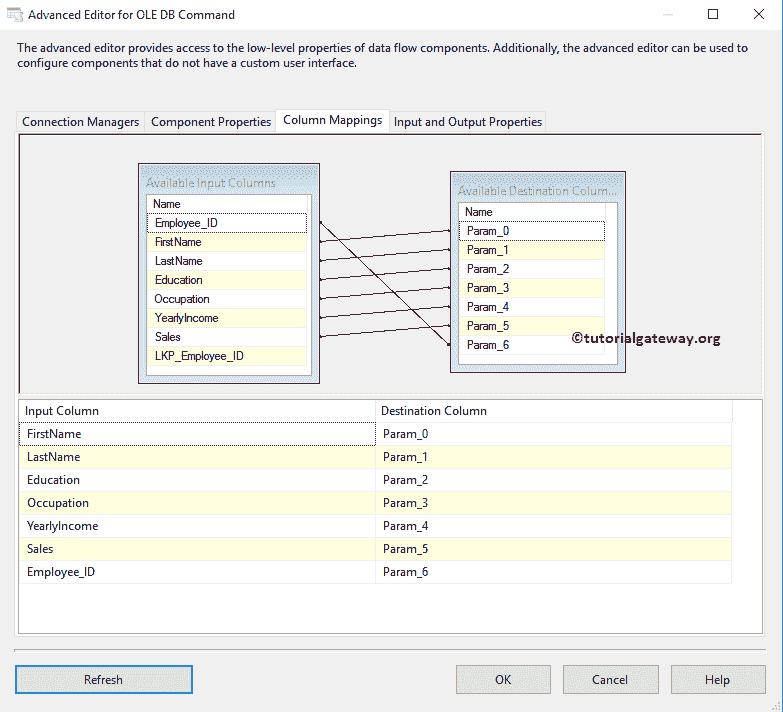 Advanced Editor for OLE DB Command
The advanced editor provides access to the low-level properties of data flow components. Additionally, the advanced editor can be used to
configure components that do not have a custom user interface.
Connection Managers Component Properties Column Mappings Input and Output Properties
Available Input Columns
Name
Employee_ID
FirstName
LastName
Education
Occupation
YearlyIncome
Sales
LKP_Employee_ID
Available Destination Colum...
Name
Param_0
Param_1
Param_2
Param_3
Param_4
Param_5
Param_6
©tutorialgateway.org
Input Column Destination Column
FirstName Param_0
LastName Param_1
Education Param_2
Occupation Param_3
YearlyIncome Param_4
Sales Param_5
Employee_ID Param_6
Refresh OK Cancel Help